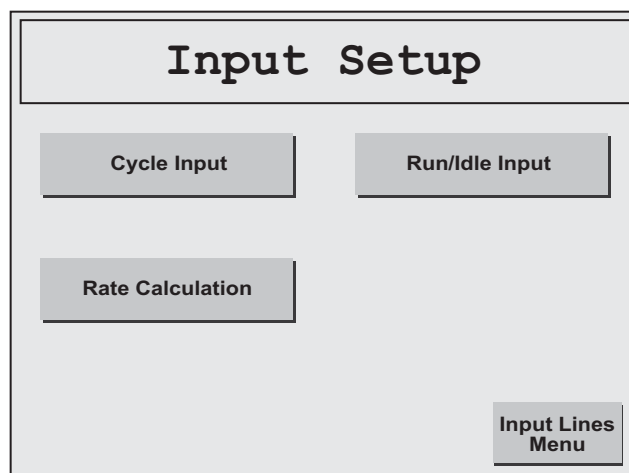 Input Setup
Cycle Input
Run/Idle Input
Rate Calculation
Input Lines
Menu